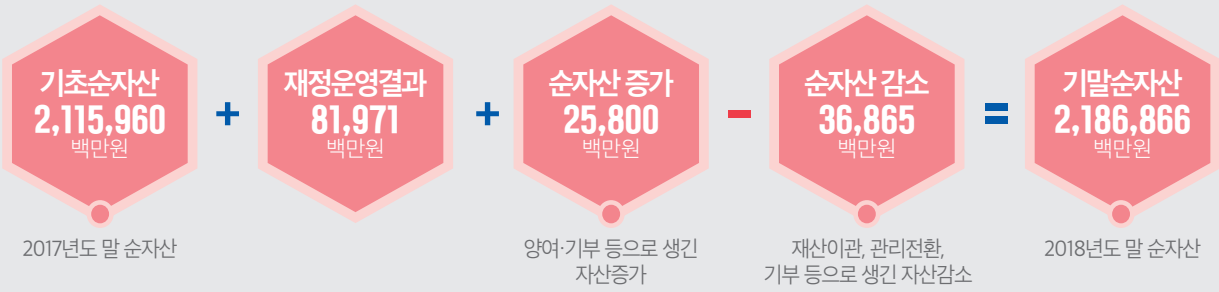 기초순자산
2,115,960
백만원
2017년도 말 순자산
+
재정운영결과
81,971
백만원
+
순자산 증가
25,800
백만원
양여·기부 등으로 생긴
자산증가
-
순자산 감소
36,865
백만원
재산이관, 관리전환,
기부 등으로 생긴 자산감소
=
기말순자산
2,186,866
백만원
2018년도 말 순자산